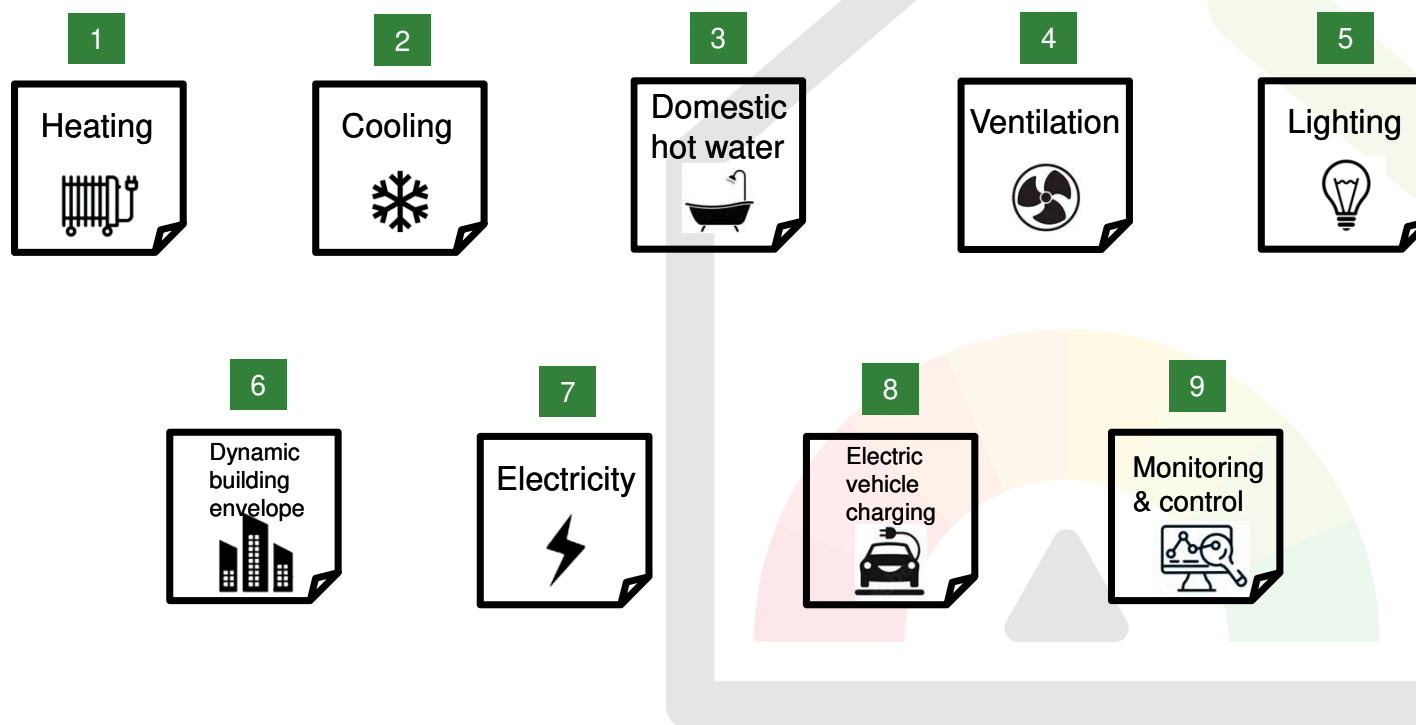 1
Heating
2
Cooling
3
Domestic
hot water
4
Ventilation
5
Lighting
6
Dynamic
building
envelope
7
Electricity
8
Electric
vehicle
charging
9
Monitoring
& control